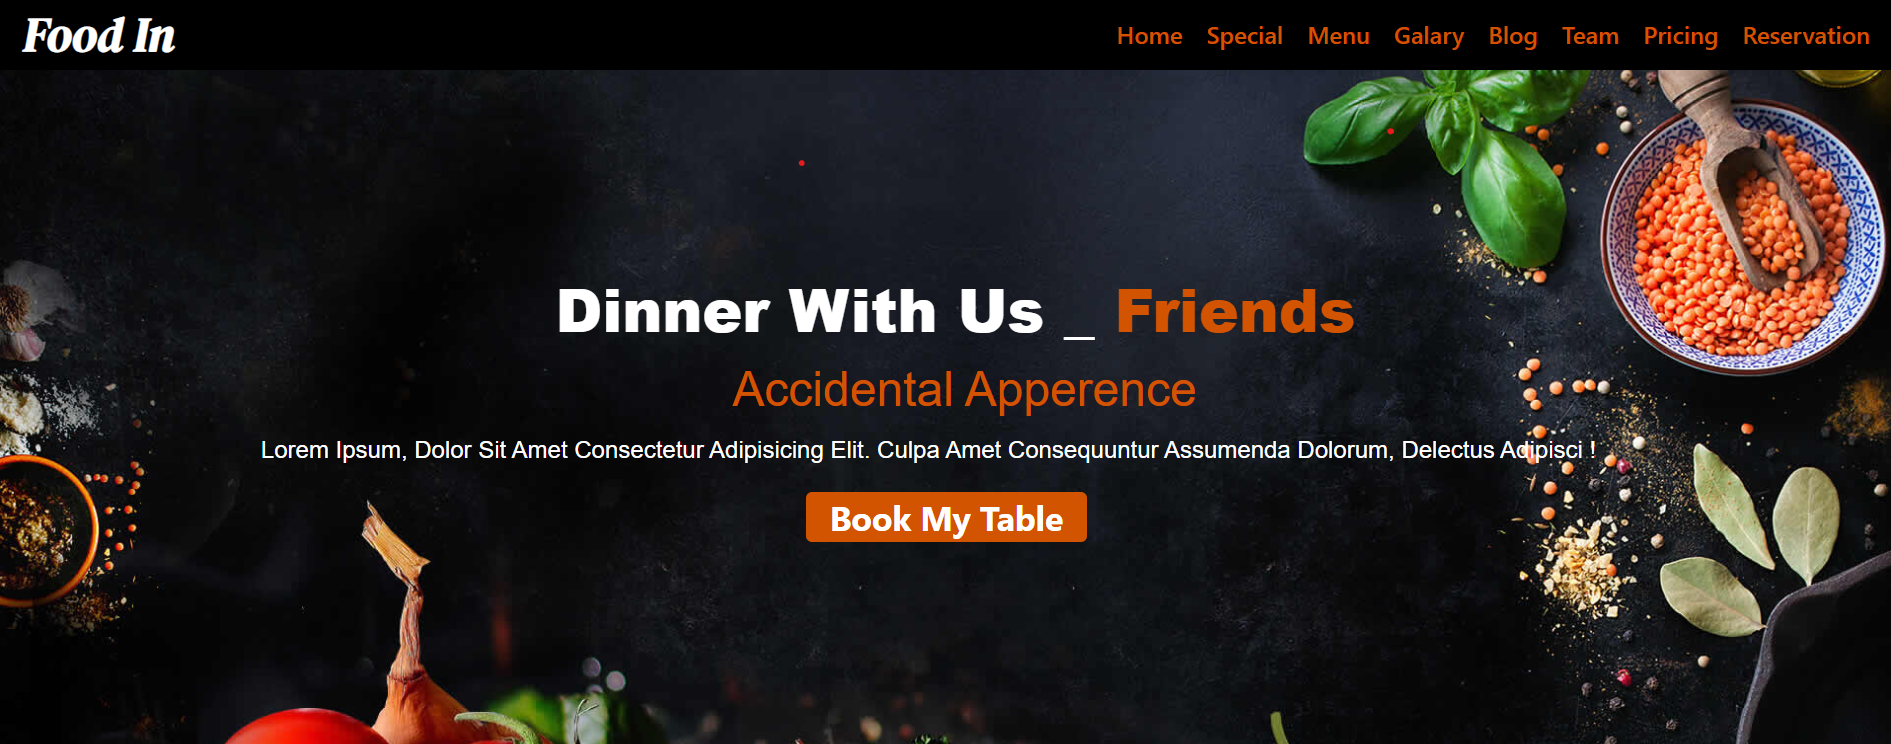 Food In
Home Special Menu Galary Blog Team Pricing Reservation
Dinner With Us _ Friends
Accidental Apperence
Lorem Ipsum, Dolor Sit Amet Consectetur Adipisicing Elit. Culpa Amet Consequuntur Assumenda Dolorum, Delectus Adipisci !
Book My Table